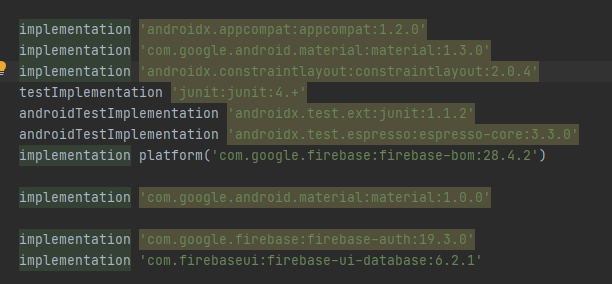 implementation 'androidx.appcompat:appcompat:1.2.0'
implementation 'com.google.android.material:material:1.3.0'
implementation 'androidx.constraintlayout:constraintlayout:2.0.4'
testImplementation 'junit:junit:4.+'
androidTestImplementation 'androidx.test.ext:junit:1.1.2'
androidTestImplementation 'androidx.test.espresso:espresso-core:3.3.0'
implementation platform('com.google.firebase:firebase-bom:28.4.2')
implementation 'com.google.android.material:material:1.0.0'
implementation 'com.google.firebase:firebase-auth:19.3.0'
implementation 'com.firebaseui:firebase-ui-database:6.2.1'